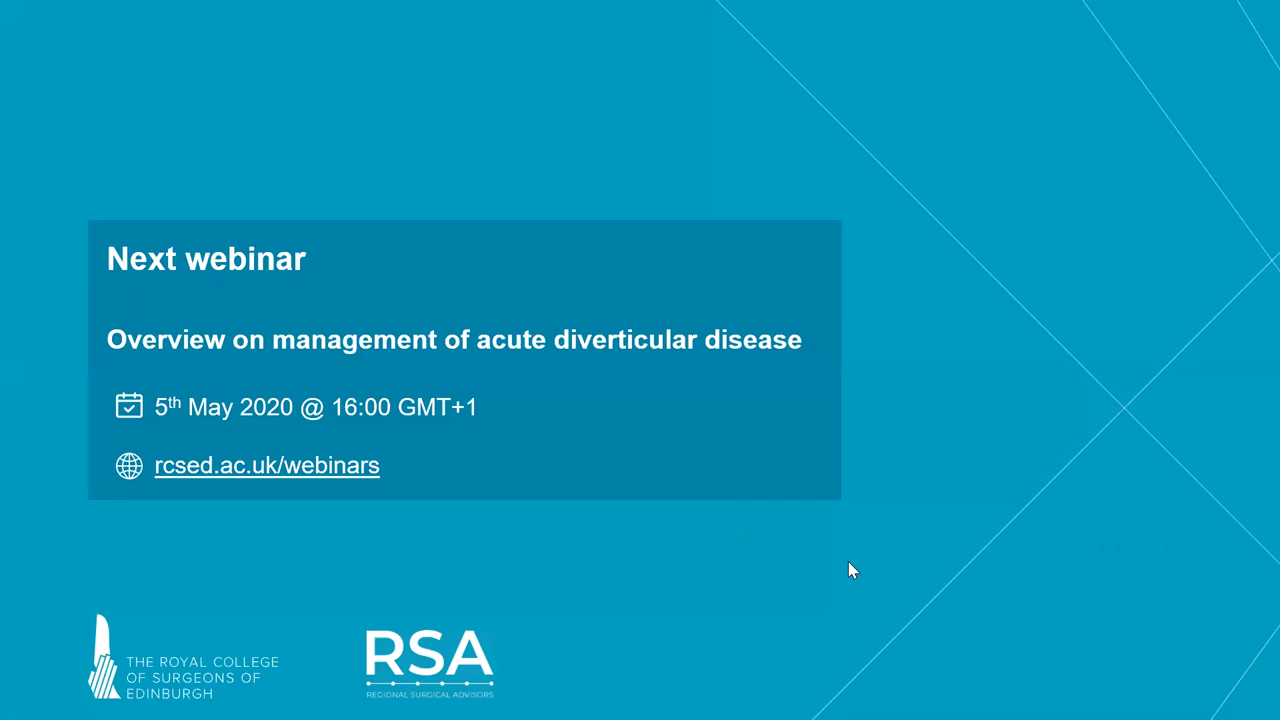 Next webinar
Overview on management of acute diverticular disease
5th May 2020 @ 16:00 GMT+1
rcsed.ac.uk/webinars
THE ROYAL COLLEGE
OF SURGEONS OF
EDINBURGH
RSA
REGIONAL SURGICAL ADVISORS